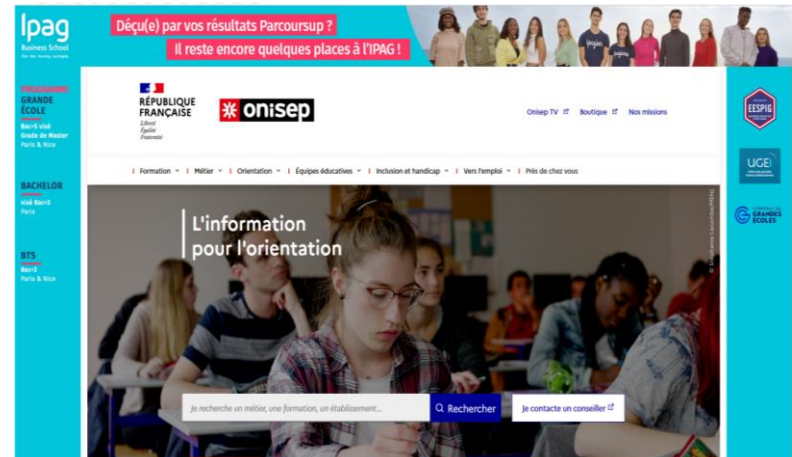 Ipag
Business School
Déçu(e) par vos résultats Parcoursup ?
Il reste encore quelques places à l'IPAG !
PROGRAMME
GRANDE
ÉCOLE
Bac+5 visé
Grade de Master
Paris & Nice
BACHELOR
visé Bac+3
Paris
BTS
Bac+2
Paris & Nice
RÉPUBLIQUE
FRANÇAISE
Liberté
Égalité
Fraternité
onisep
Onisep TV Boutique Nos missions
Formation Métier Orientation Équipes éducatives Inclusion et handicap Vers l'emploi Près de chez vous
L'information
pour l'orientation
Je recherche un métier, une formation, un établissement...
Rechercher
Je contacte un conseiller
EESPIG
UGEI
GRANDES
ECOLES